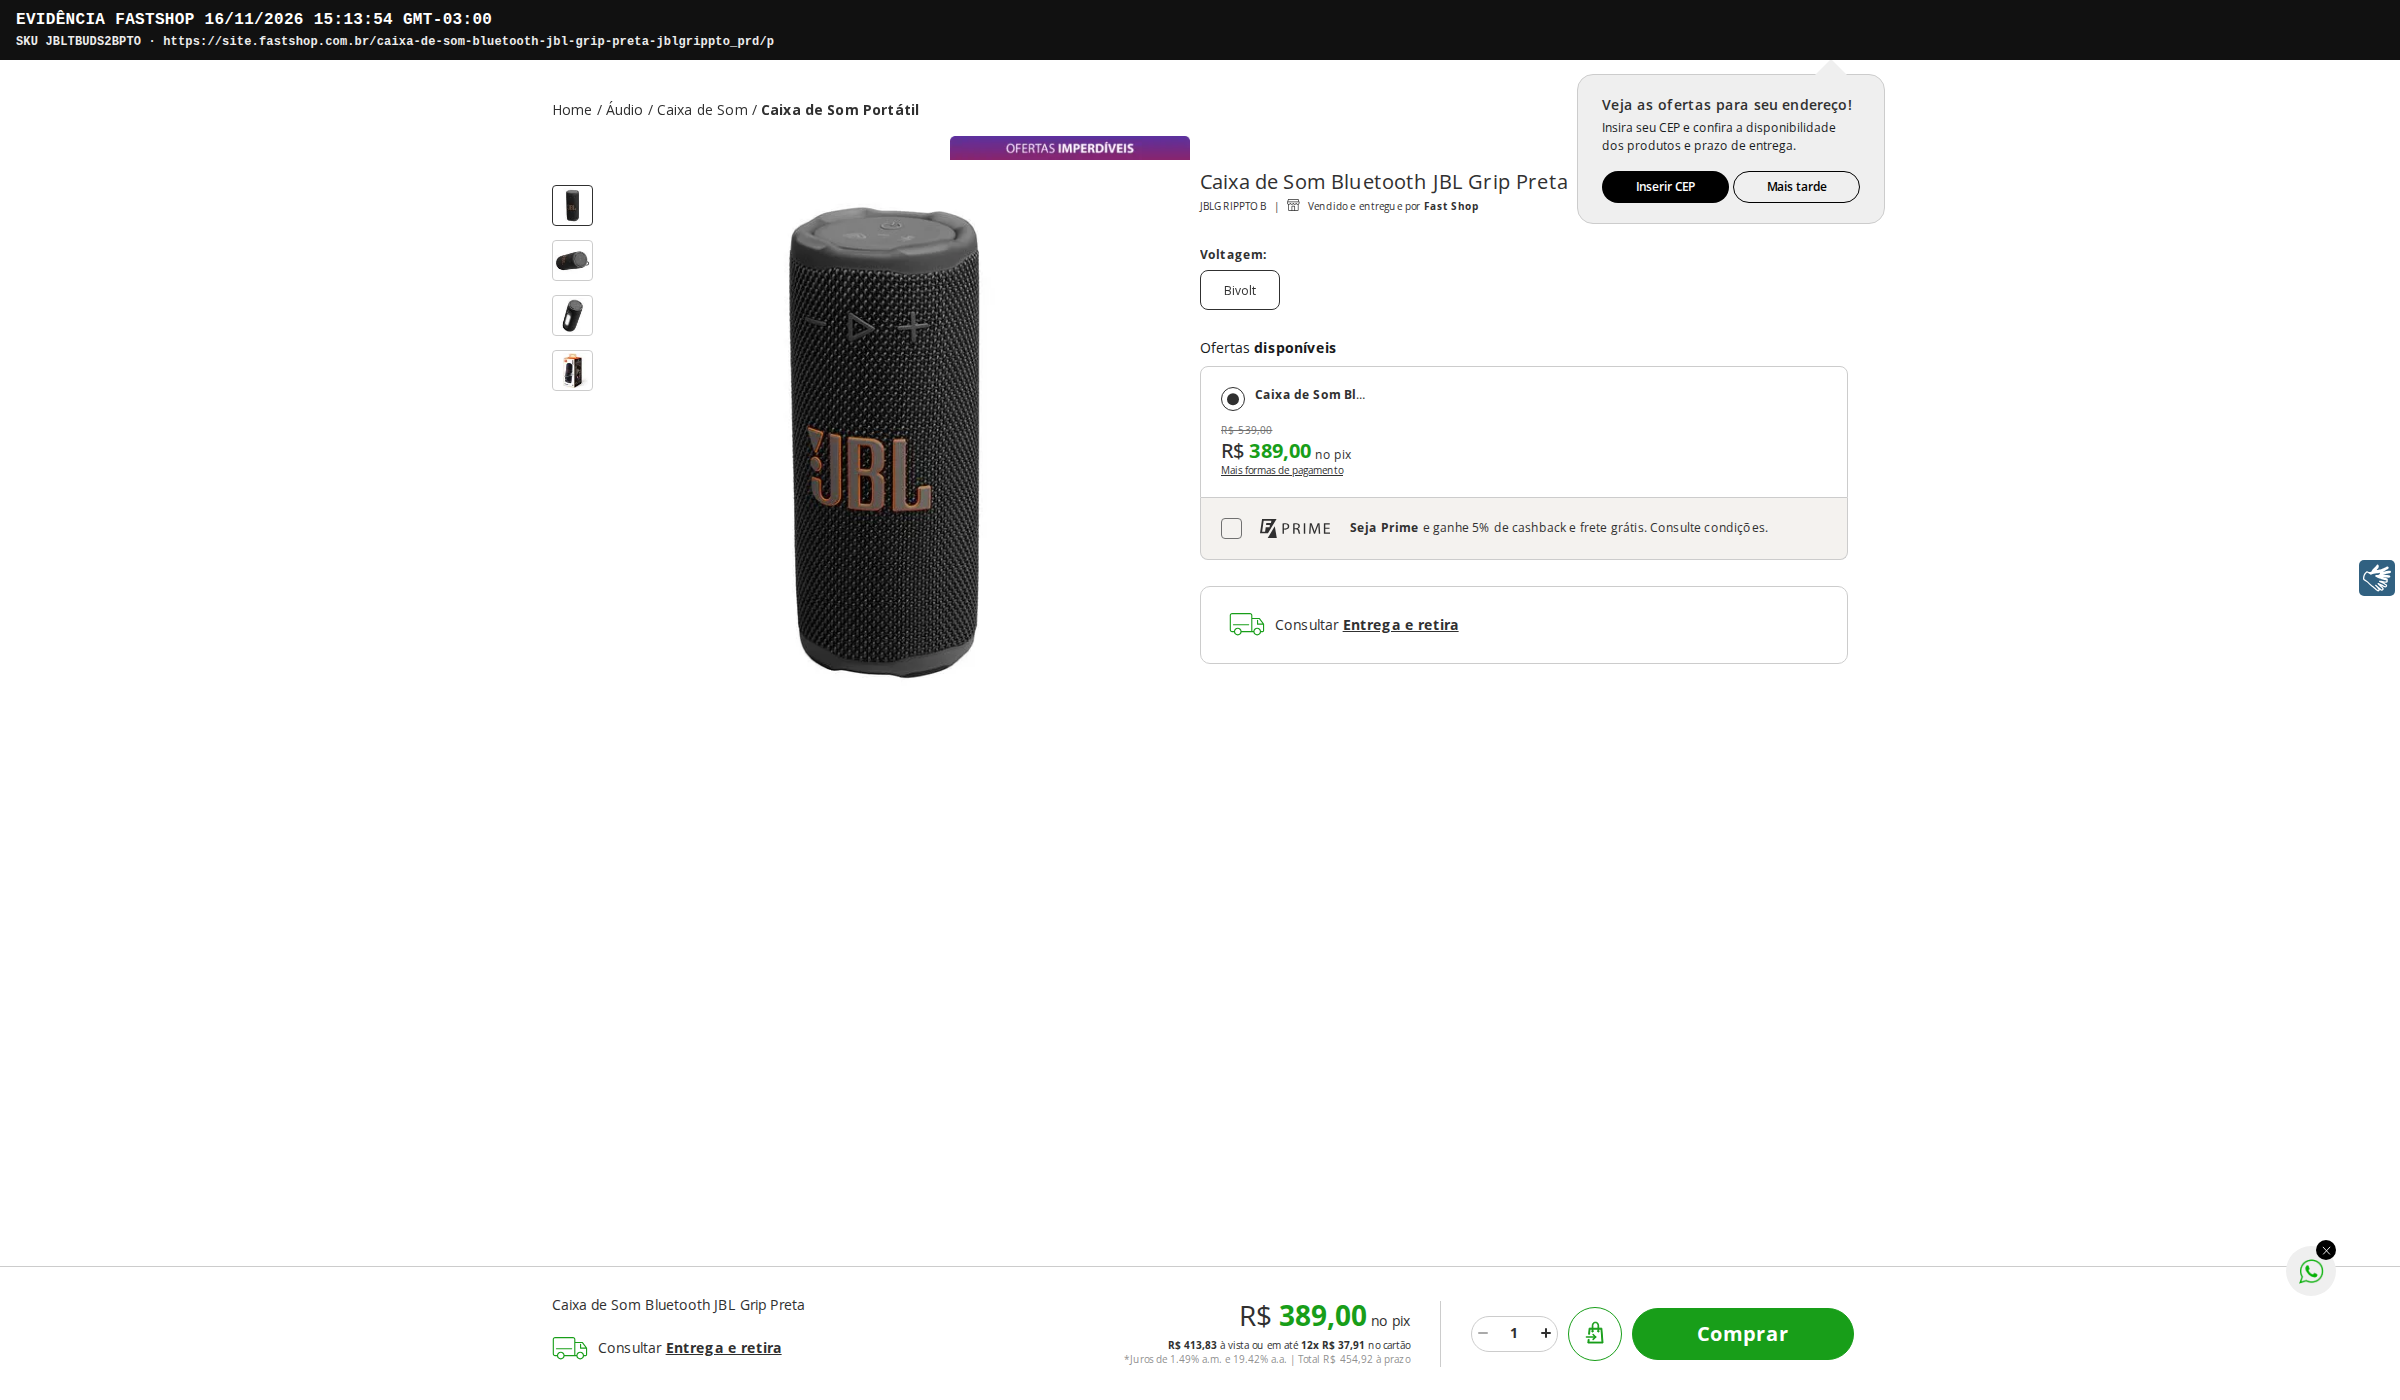 EVIDÊNCIA FASTSHOP 16/11/2026 15:13:54 GMT-03:00
SKU JBLTBUDS2BPTO · https://site.fastshop.com.br/caixa-de-som-bluetooth-jbl-grip-preta-jblgrippto_prd/p
Veja as ofertas para seu endereço!
Insira seu CEP e confira a disponibilidade
dos produtos e prazo de entrega.
Inserir CEP Mais tarde
Home / Áudio / Caixa de Som / Caixa de Som Portátil
OFERTAS IMPERDÍVEIS
Caixa de Som Bluetooth JBL Grip Preta
JBLGRIPPTOB | Vendido e entregue por Fast Shop
Voltagem:
Bivolt
Ofertas disponíveis
Caixa de Som Bl...
R$ 539,00
R$ 389,00 no pix
Mais formas de pagamento
PRIME Seja Prime e ganhe 5% de cashback e frete grátis. Consulte condições.
Consultar Entrega e retira
JBL
Caixa de Som Bluetooth JBL Grip Preta
Consultar Entrega e retira
R$ 389,00 no pix
R$ 413,83 à vista ou em até 12x R$ 37,91 no cartão
*Juros de 1.49% a.m. e 19.42% a.a. | Total R$ 454,92 à prazo
1
Comprar